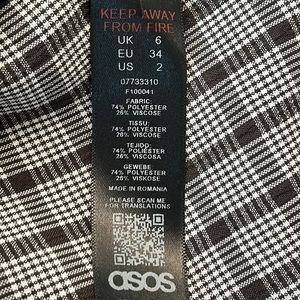 KEEP AWAY
FROM FIRE
UK 6
EU 34
US 2
07733310
F100041
FABRIC:
74% POLYESTER
26% VISCOSE
TISSU:
74% POLYESTER
26% VISCOSE
TEJIDO:
74% POLIESTER
26% VISCOSA
GEWEBE:
74% POLYESTER
26% VISKOSE
MADE IN ROMANIA
PLEASE SCAN ME
FOR TRANSLATIONS
asos